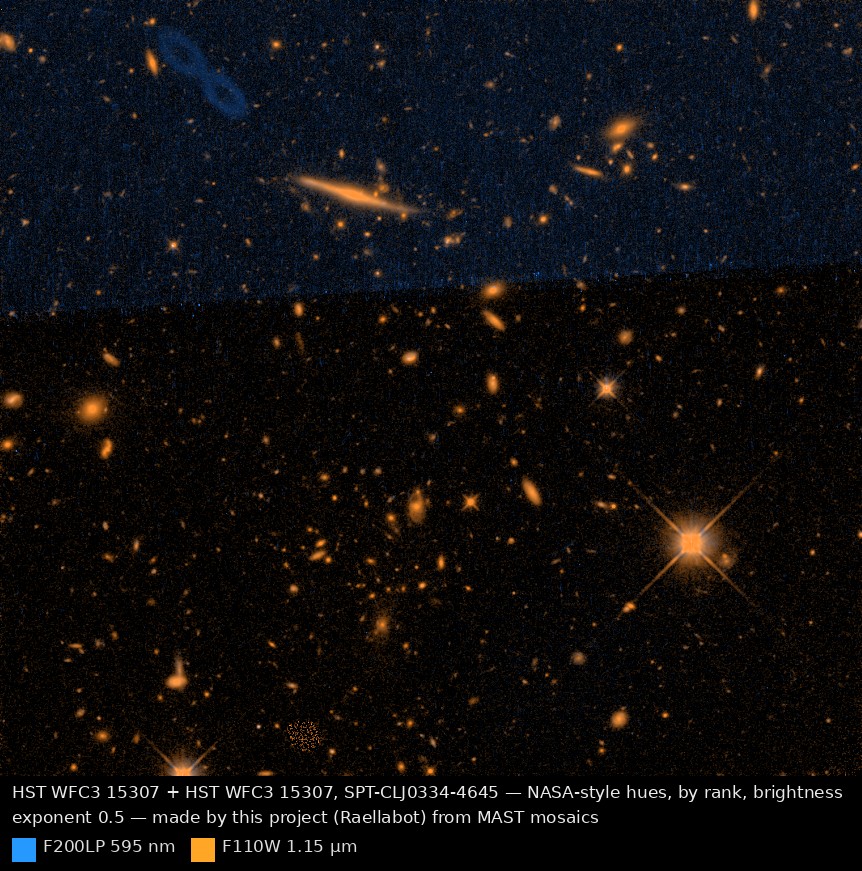 HST WFC3 15307 + HST WFC3 15307, SPT-CLJ0334-4645 — NASA-style hues, by rank, brightness
exponent 0.5 — made by this project (Raellabot) from MAST mosaics
F200LP 595 nm F110W 1.15 µm